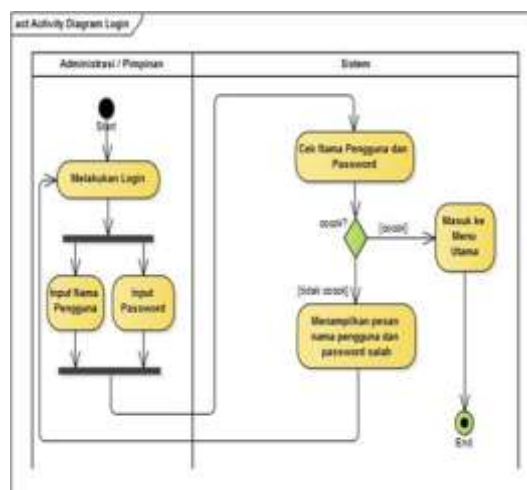 act Activity Diagram Login
Administrasi / Pimpinan
Sistem
Start
Melakukan Login
Input Nama
Pengguna
Input
Password
Cek Nama Pengguna dan
Password
cocok?
[cocok]
Masuk ke
Menu
Utama
[tidak cocok]
Menampilkan pesan
nama pengguna dan
password salah
End